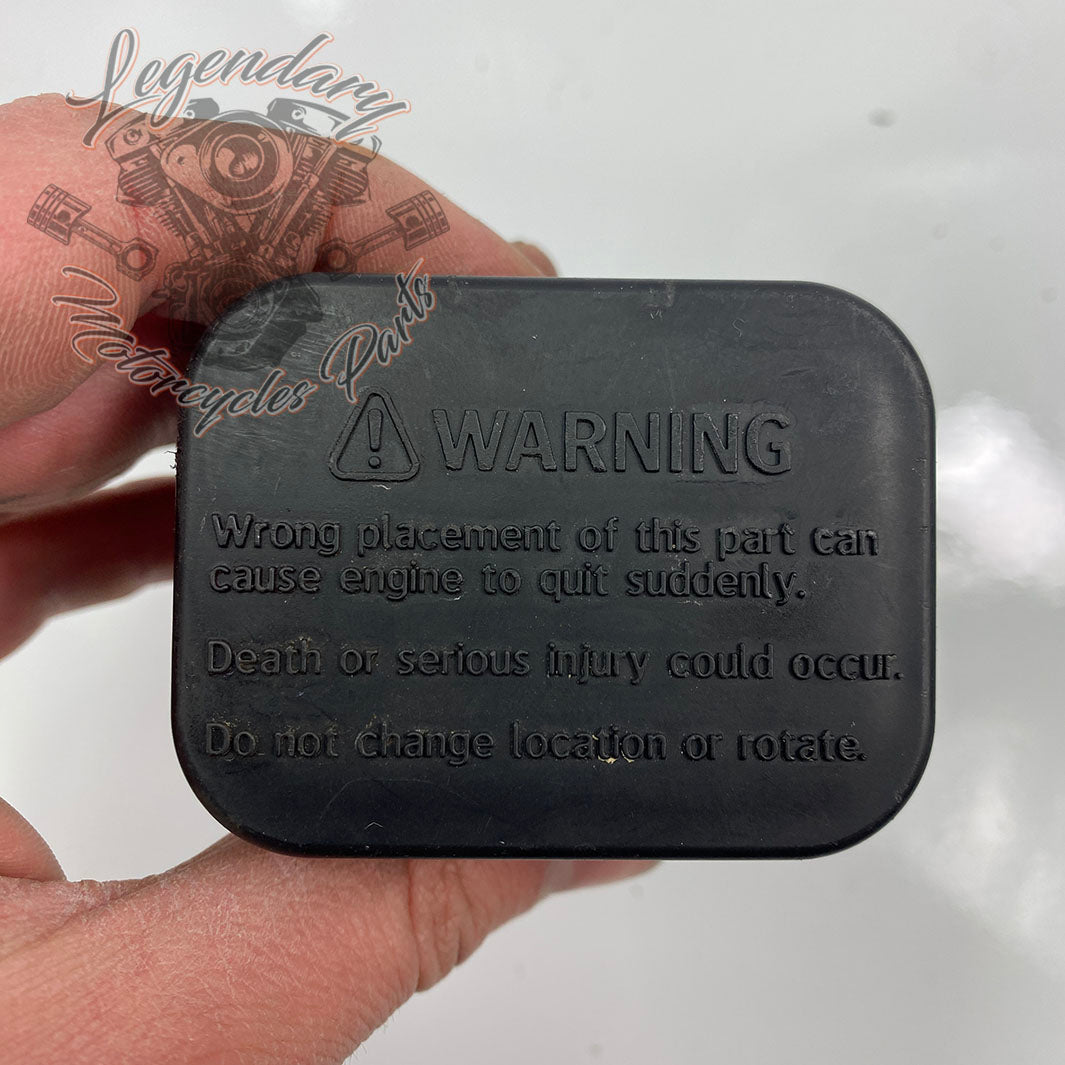 Legendary
Motorcycles Parts
WARNING
Wrong placement of this part can
cause engine to quit suddenly.
Death or serious injury could occur.
Do not change location or rotate.